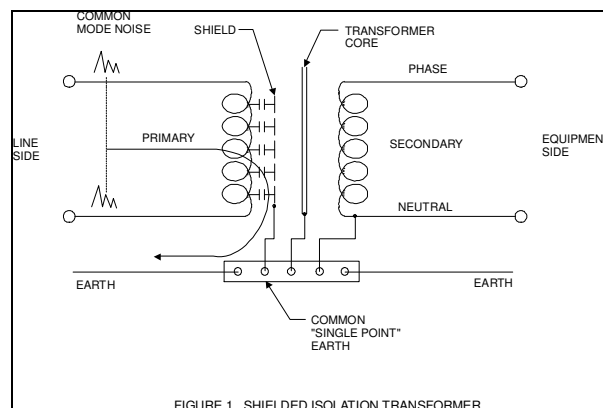 COMMON
MODE NOISE
SHIELD
TRANSFORMER
CORE
PHASE
LINE
SIDE
PRIMARY
SECONDARY
EQUIPMEN
SIDE
NEUTRAL
EARTH
EARTH
COMMON
"SINGLE POINT"
EARTH
FIGURE 1 SHIELDED ISOLATION TRANSFORMER